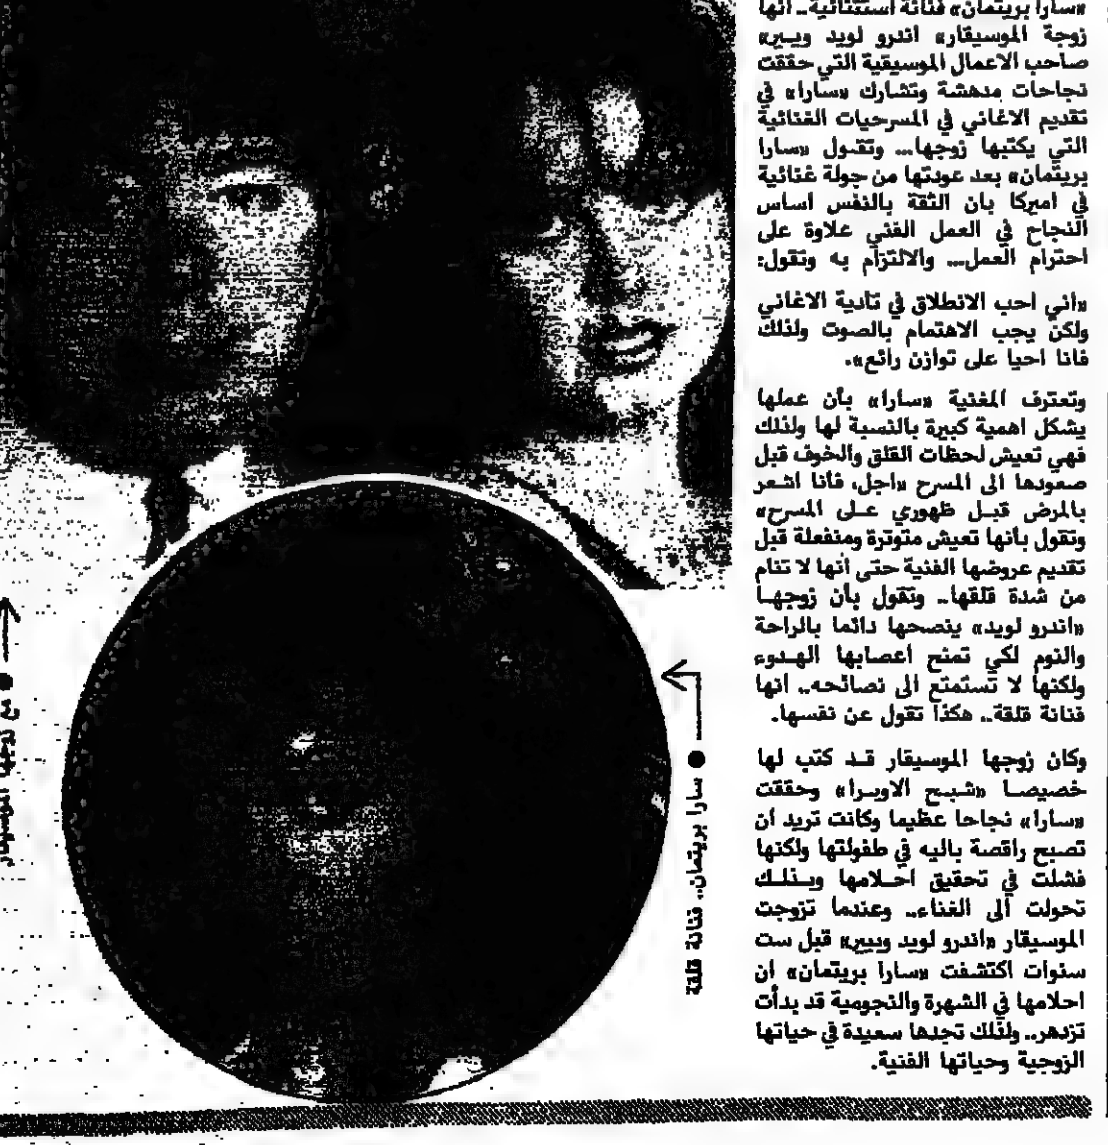 «سارا بريتمان» فنانة استثنائية.. انها
زوجة الموسيقار» اندرو لويد ويبر»
صاحب الاعمال الموسيقية التي حققت
نجاحات مدهشة وتشارك «سارا» في
تقديم الاغاني في المسرحيات الغنائية
التي يكتبها زوجها... وتقول «سارا
بريتمان» بعد عودتها من جولة غنائية
في اميركا بان الثقة بالنفس اساس
النجاح في العمل الفني علاوة على
احترام العمل... والالتزام به وتقول:
«اني احب الانطلاق في تادية الاغاني
ولكن يجب الاهتمام بالصوت ولذلك
فانا احيا على توازن رائع».
وتعترف المغنية «سارا» بأن عملها
يشكل اهمية كبيرة بالنسبة لها ولذلك
فهي تعيش لحظات القلق والخوف قبل
صعودها الى المسرح «اجل، فأنا اشعر
بالمرض قبل ظهوري على المسرح»
وتقول بأنها تعيش متوترة ومنفعلة قبل
تقديم عروضها الفنية حتى أنها لا تنام
من شدة قلقها.. وتقول بأن زوجها
«اندرو لويد» ينصحها دائما بالراحة
والنوم لكي تمنح أعصابها الهدوء
ولكنها لا تستمتع الى نصائحه.. انها
فنانة قلقة.. هكذا تقول عن نفسها.
وكان زوجها الموسيقار قد كتب لها
خصيصا «شبح الاوبرا» وحققت
«سارا» نجاحا عظيما وكانت تريد ان
تصبح راقصة باليه في طفولتها ولكنها
فشلت في تحقيق احلامها وبذلك
تحولت الى الغناء.. وعندما تزوجت
الموسيقار «اندرو لويد ويبر» قبل ست
سنوات اكتشفت «سارا بريتمان» ان
احلامها في الشهرة والنجومية قد بدأت
تزدهر.. ولذلك تجدها سعيدة في حياتها
الزوجية وحياتها الفنية.
سارا بريتمان.. فنانة قلقة
مع زوجها الموسيقار